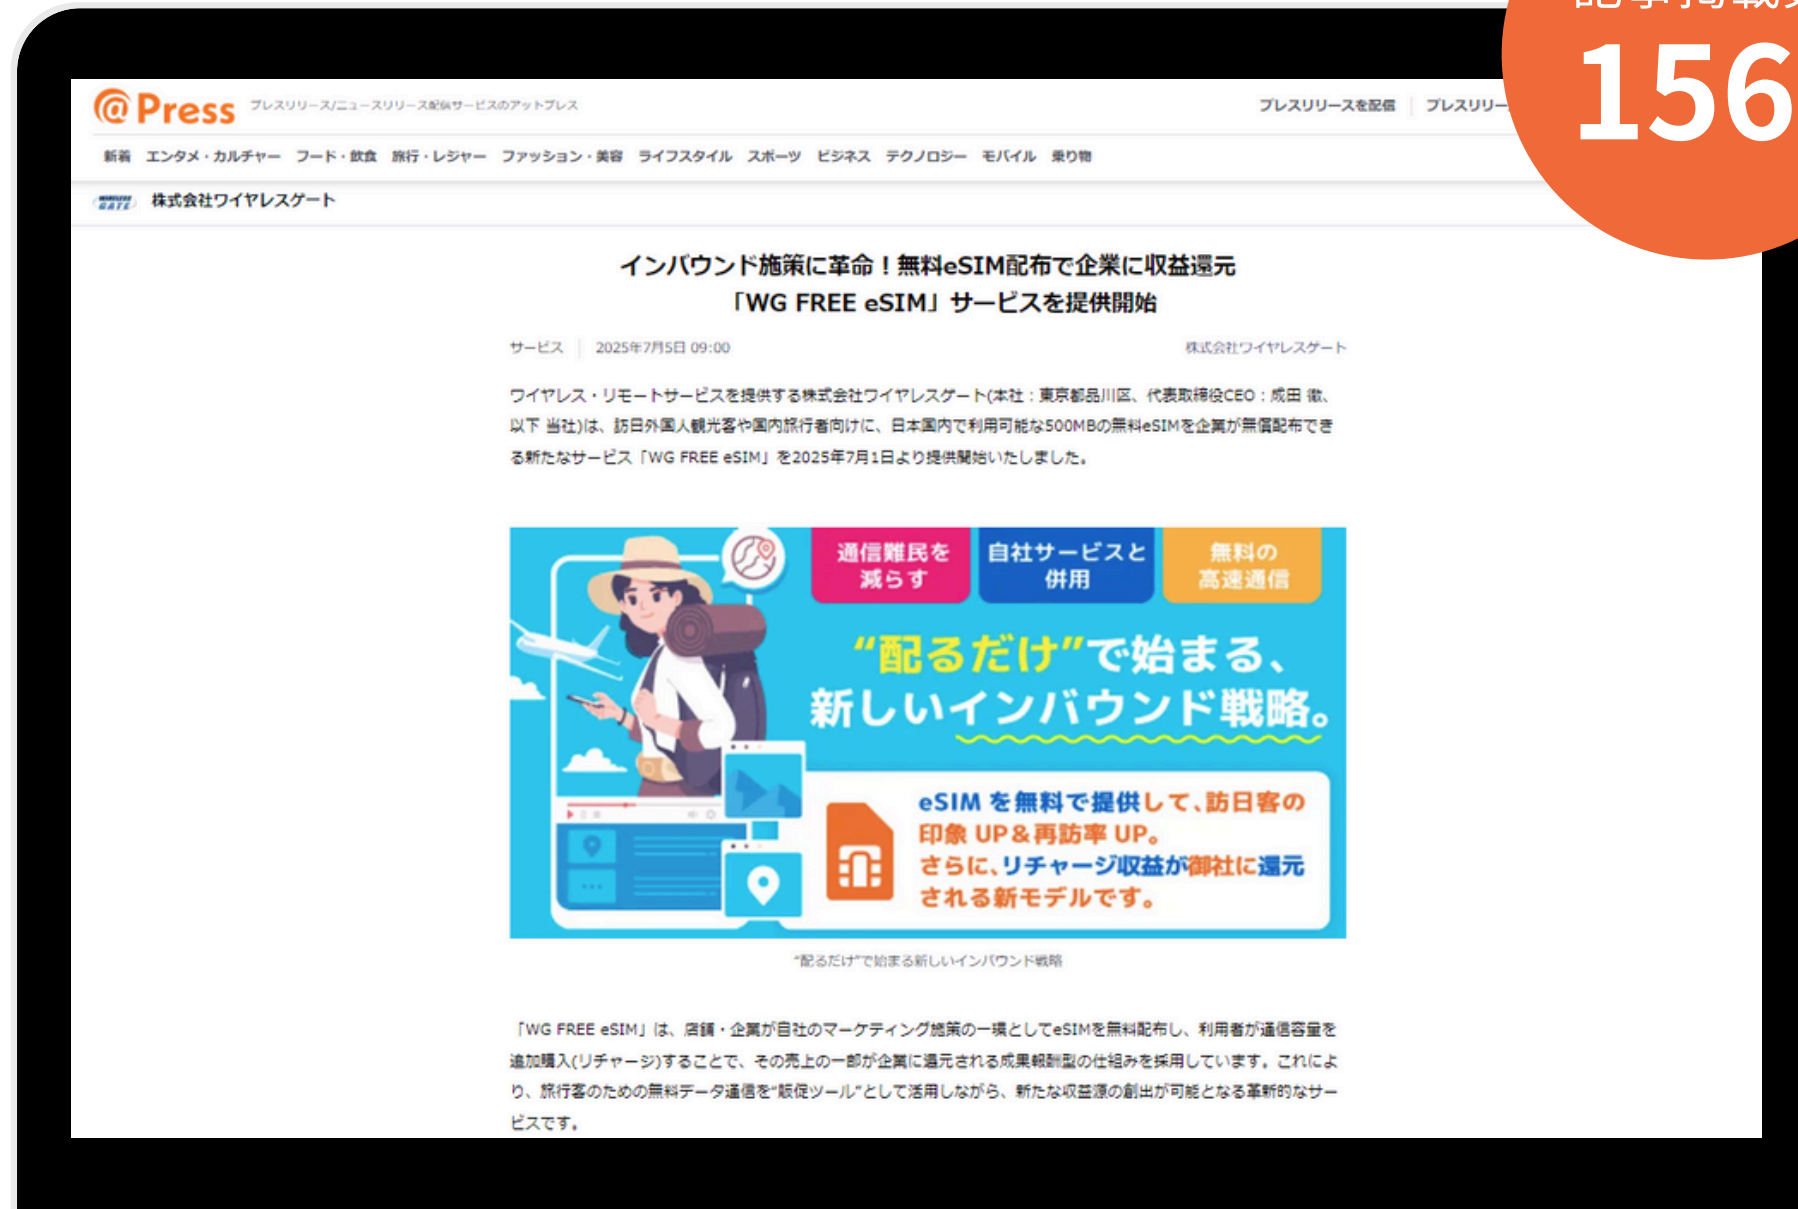 156
@Press
プレスリリース/ニュースリリース配信サービスのアットプレス
プレスリリースを配信
新着 エンタメ・カルチャー フード・飲食 旅行・レジャー ファッション・美容 ライフスタイル スポーツ ビジネス テクノロジー モバイル 乗り物
WIRELESS GATE 株式会社ワイヤレスゲート
インバウンド施策に革命！無料eSIM配布で企業に収益還元
「WG FREE eSIM」サービスを提供開始
サービス 2025年7月5日 09:00 株式会社ワイヤレスゲート
ワイヤレス・リモートサービスを提供する株式会社ワイヤレスゲート(本社：東京都品川区、代表取締役CEO：成田 徹、
以下 当社)は、訪日外国人観光客や国内旅行者向けに、日本国内で利用可能な500MBの無料eSIMを企業が無償配布でき
る新たなサービス「WG FREE eSIM」を2025年7月1日より提供開始いたしました。
通信難民を
減らす
自社サービスと
併用
無料の
高速通信
“配るだけ”で始まる、
新しいインバウンド戦略。
eSIM を無料で提供して、訪日客の
印象 UP＆再訪率 UP。
さらに、リチャージ収益が御社に還元
される新モデルです。
“配るだけ”で始まる新しいインバウンド戦略
「WG FREE eSIM」は、店舗・企業が自社のマーケティング施策の一環としてeSIMを無料配布し、利用者が通信容量を
追加購入(リチャージ)することで、その売上の一部が企業に還元される成果報酬型の仕組みを採用しています。これによ
り、旅行客のための無料データ通信を“販促ツール”として活用しながら、新たな収益源の創出が可能となる革新的なサー
ビスです。